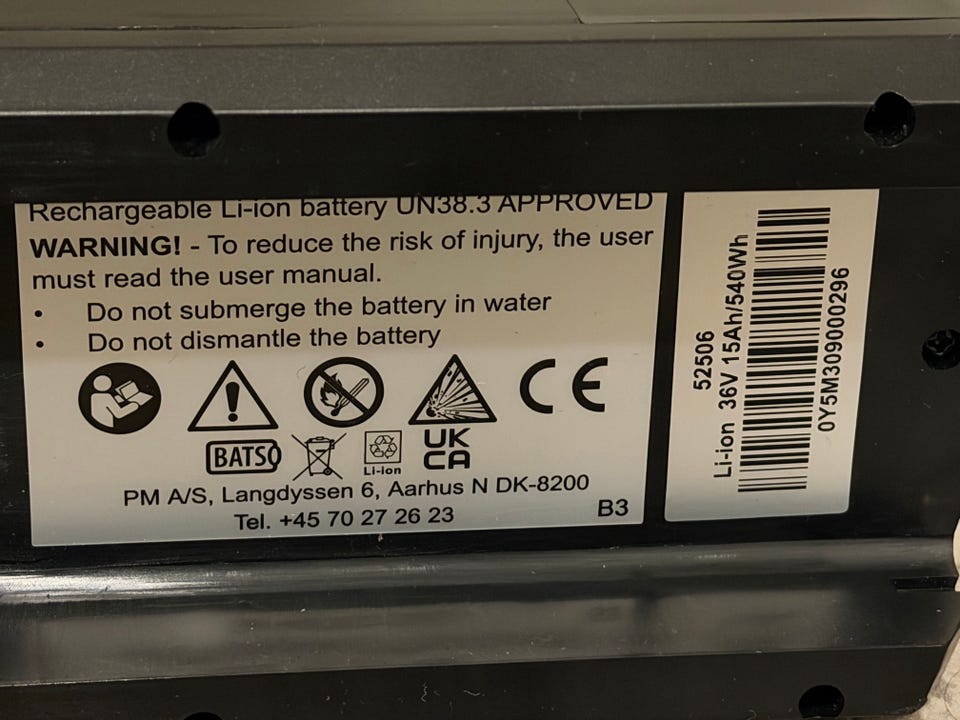 Rechargeable Li-ion battery UN38.3 APPROVED
WARNING! - To reduce the risk of injury, the user
must read the user manual.
• Do not submerge the battery in water
• Do not dismantle the battery
CE
BATSO
Li-ion
UK
CA
PM A/S, Langdyssen 6, Aarhus N DK-8200
Tel. +45 70 27 26 23
B3
52506
Li-ion 36V 15Ah/540Wh
0Y5M309000296